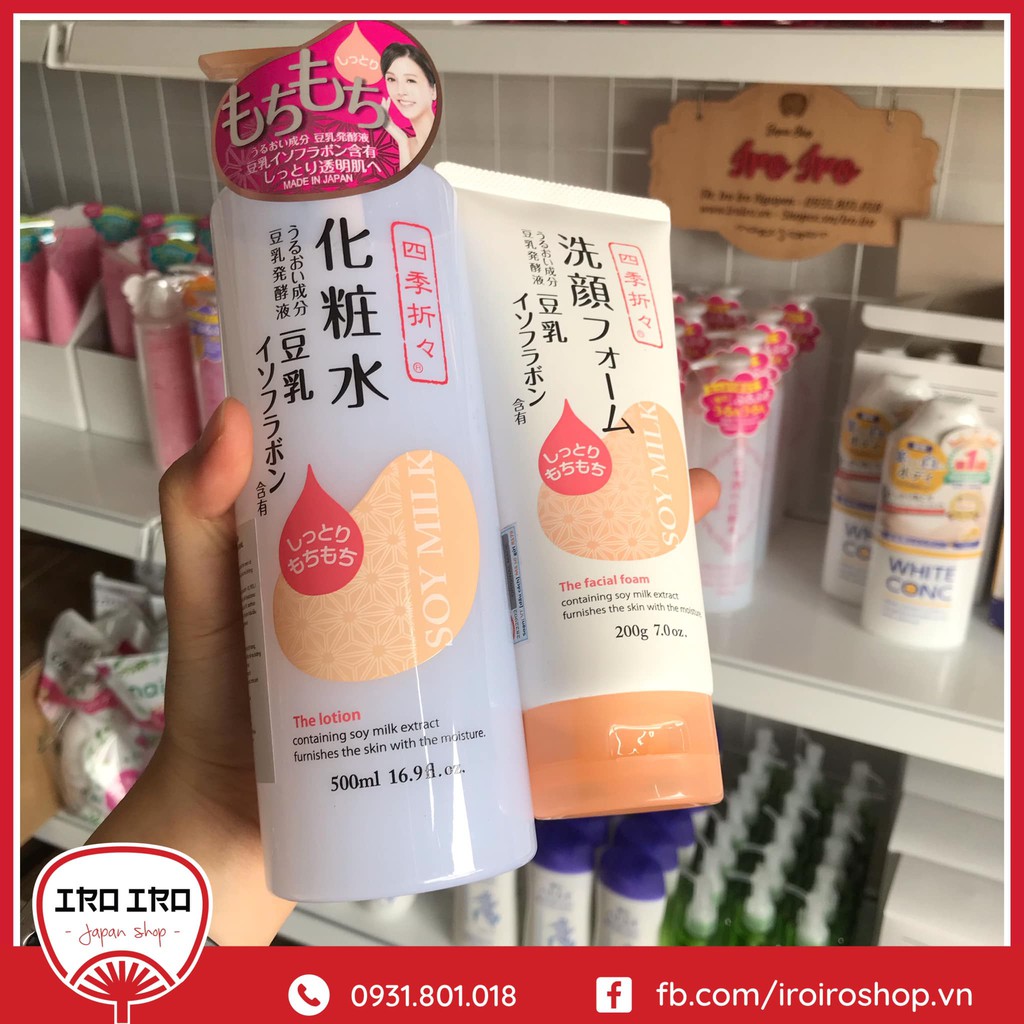 しっとり
もちもち
うるおい成分 豆乳発酵液
豆乳イソフラボン含有
しっとり透明肌へ
MADE IN JAPAN
四季折々®
化粧水
うるおい成分
豆乳発酵液
豆乳
イソフラボン
含有
しっとり
もちもち
SOY MILK
The lotion
containing soy milk extract
furnishes the skin with the moisture.
500ml 16.9fl.oz.
四季折々®
洗顔フォーム
うるおい成分
豆乳発酵液
豆乳
イソフラボン
含有
しっとり
もちもち
SOY MILK
The facial foam
containing soy milk extract
furnishes the skin with the moisture.
200g 7.0oz.
Iro Iro
WHITE
CONC
WHITE
CONC
IRO IRO
- Japan shop -
0931.801.018
fb.com/iroiroshop.vn